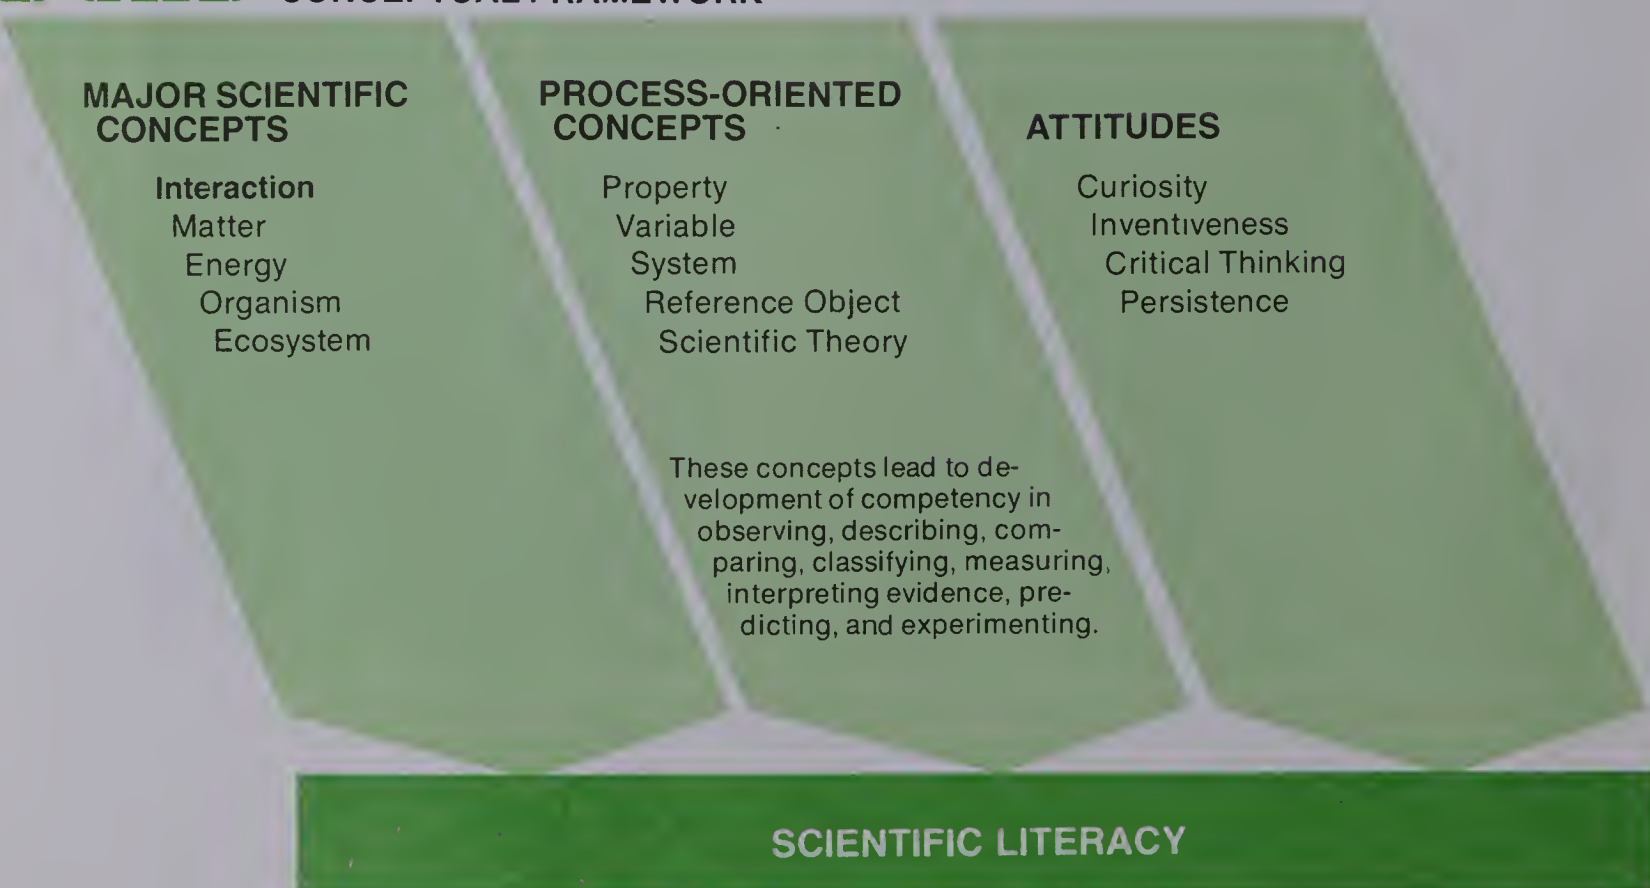 CONCEPTUAL FRAMEWORK
MAJOR SCIENTIFIC
CONCEPTS
Interaction
Matter
Energy
Organism
Ecosystem
PROCESS-ORIENTED
CONCEPTS
Property
Variable
System
Reference Object
Scientific Theory
These concepts lead to de-
velopment of competency in
observing, describing, com-
paring, classifying, measuring,
interpreting evidence, pre-
dicting, and experimenting.
ATTITUDES
Curiosity
Inventiveness
Critical Thinking
Persistence
SCIENTIFIC LITERACY